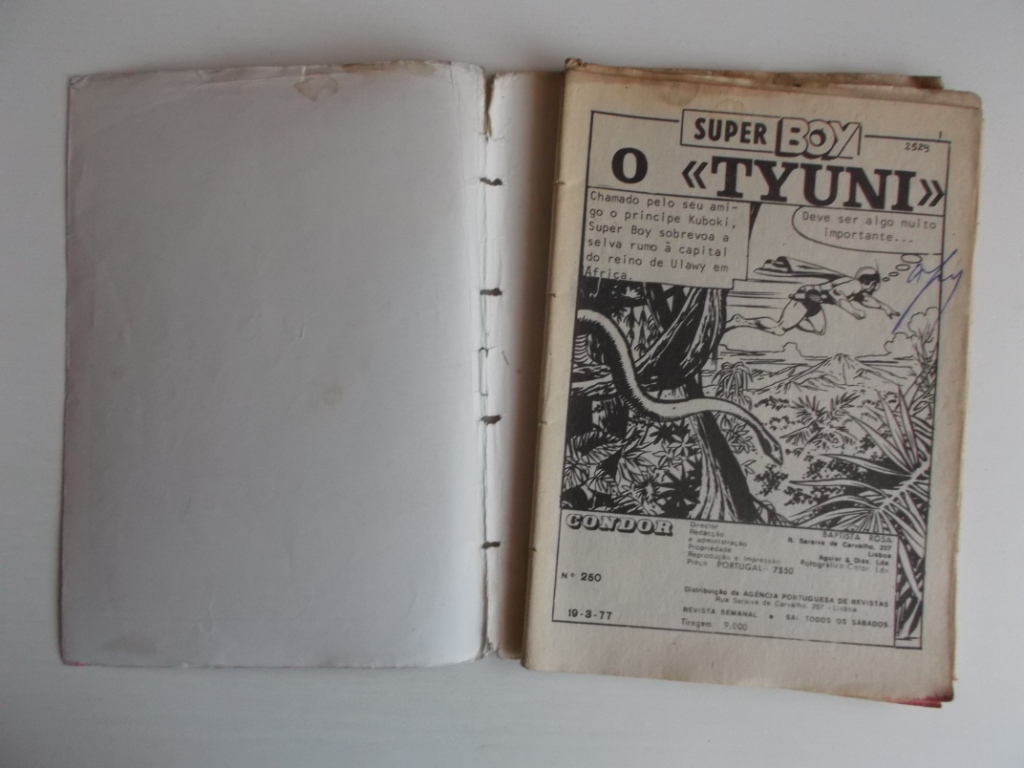 SUPER BOY
1
2529
O «TYUNI»
Chamado pelo seu ami-
go o principe Kuboki,
Super Boy sobrevoa a
selva rumo à capital
do reino de Ulawy em
África.
Deve ser algo muito
importante...
CONDOR
Nº 250
19-3-77
Director BAPTISTA ROSA
Redacção
e administração R. Saraiva de Carvalho, 207
Lisboa
Propriedade Aguiar & Dias, Lda.
Reprodução e impressão
Preço PORTUGAL - 7$50
Distribuição da AGÊNCIA PORTUGUESA DE REVISTAS
Rua Saraiva de Carvalho, 207 - Lisboa
REVISTA SEMANAL • SAI TODOS OS SÁBADOS
Tiragem 9.000